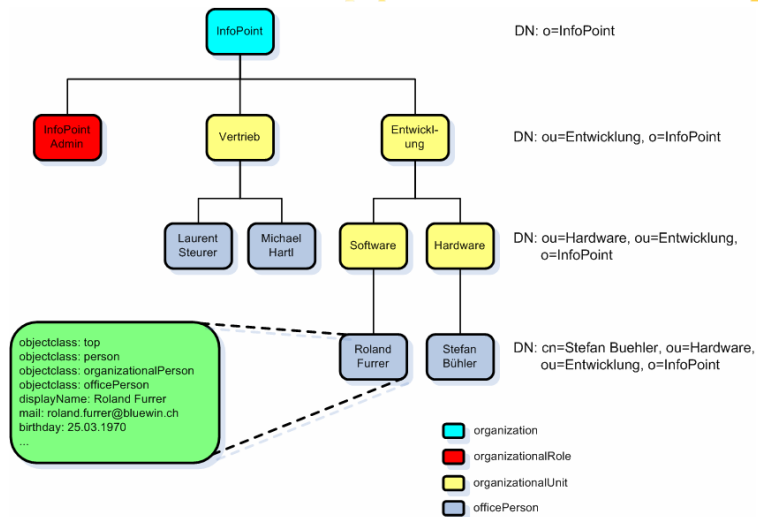 InfoPoint
DN: o=InfoPoint
InfoPoint
Admin
Vertrieb
Entwickl-
ung
DN: ou=Entwicklung, o=InfoPoint
Laurent
Steurer
Michael
Hartl
Software
Hardware
DN: ou=Hardware, ou=Entwicklung,
o=InfoPoint
objectclass: top
objectclass: person
objectclass: organizationalPerson
objectclass: officePerson
displayName: Roland Furrer
mail: roland.furrer@bluewin.ch
birthday: 25.03.1970
...
Roland
Furrer
Stefan
Bühler
DN: cn=Stefan Buehler, ou=Hardware,
ou=Entwicklung, o=InfoPoint
organization
organizationalRole
organizationalUnit
officePerson